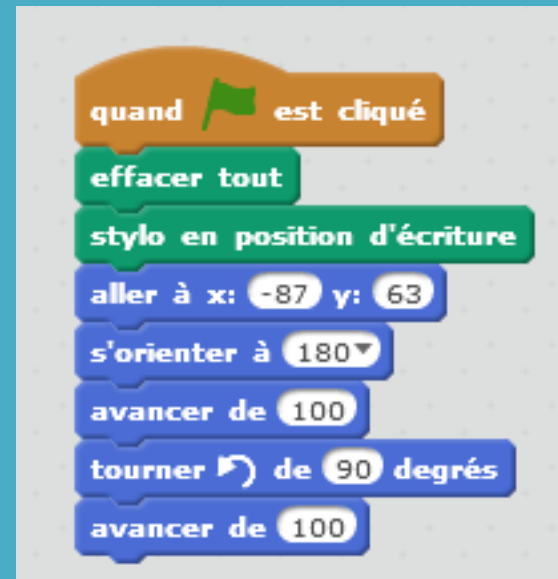 quand est cliqué
effacer tout
stylo en position d'écriture
aller à x: -87 y: 63
s'orienter à 180
avancer de 100
tourner de 90 degrés
avancer de 100